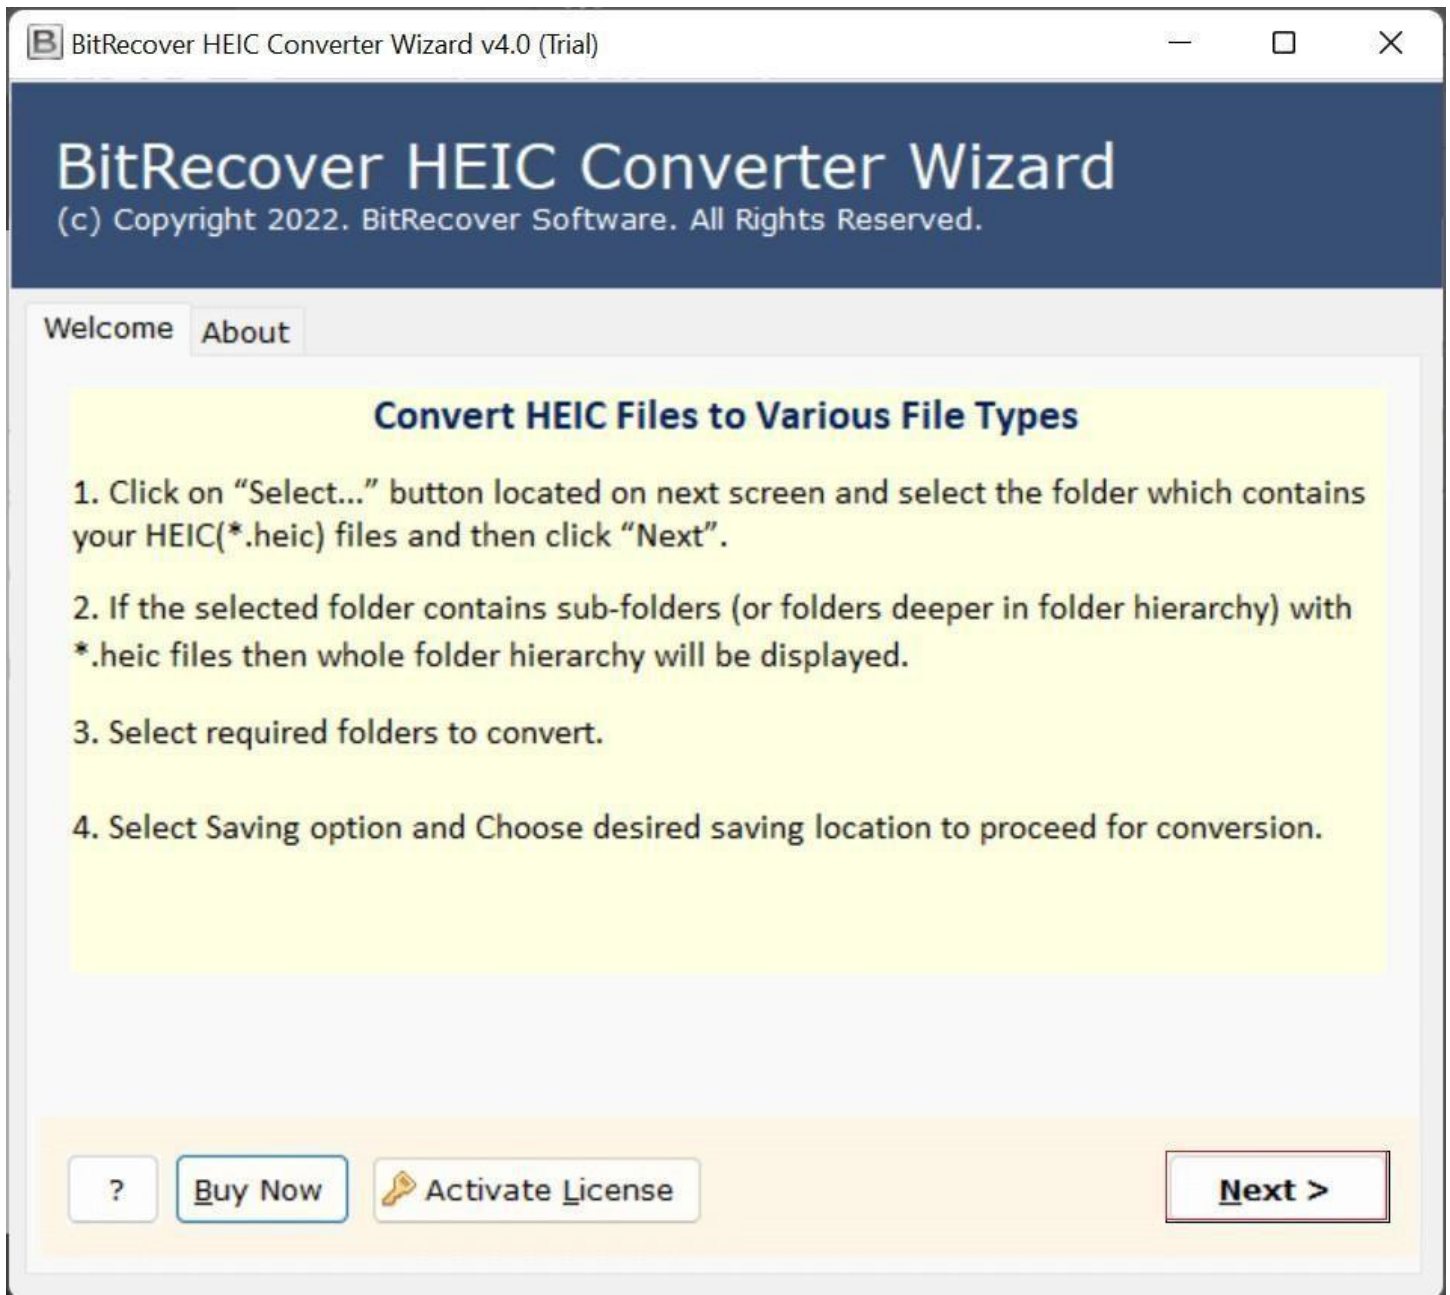 BitRecover HEIC Converter Wizard v4.0 (Trial)
BitRecover HEIC Converter Wizard
(c) Copyright 2022. BitRecover Software. All Rights Reserved.
Welcome
About
Convert HEIC Files to Various File Types
1. Click on “Select...” button located on next screen and select the folder which contains
your HEIC(*.heic) files and then click “Next”.
2. If the selected folder contains sub-folders (or folders deeper in folder hierarchy) with
*.heic files then whole folder hierarchy will be displayed.
3. Select required folders to convert.
4. Select Saving option and Choose desired saving location to proceed for conversion.
?
Buy Now
Activate License
Next >